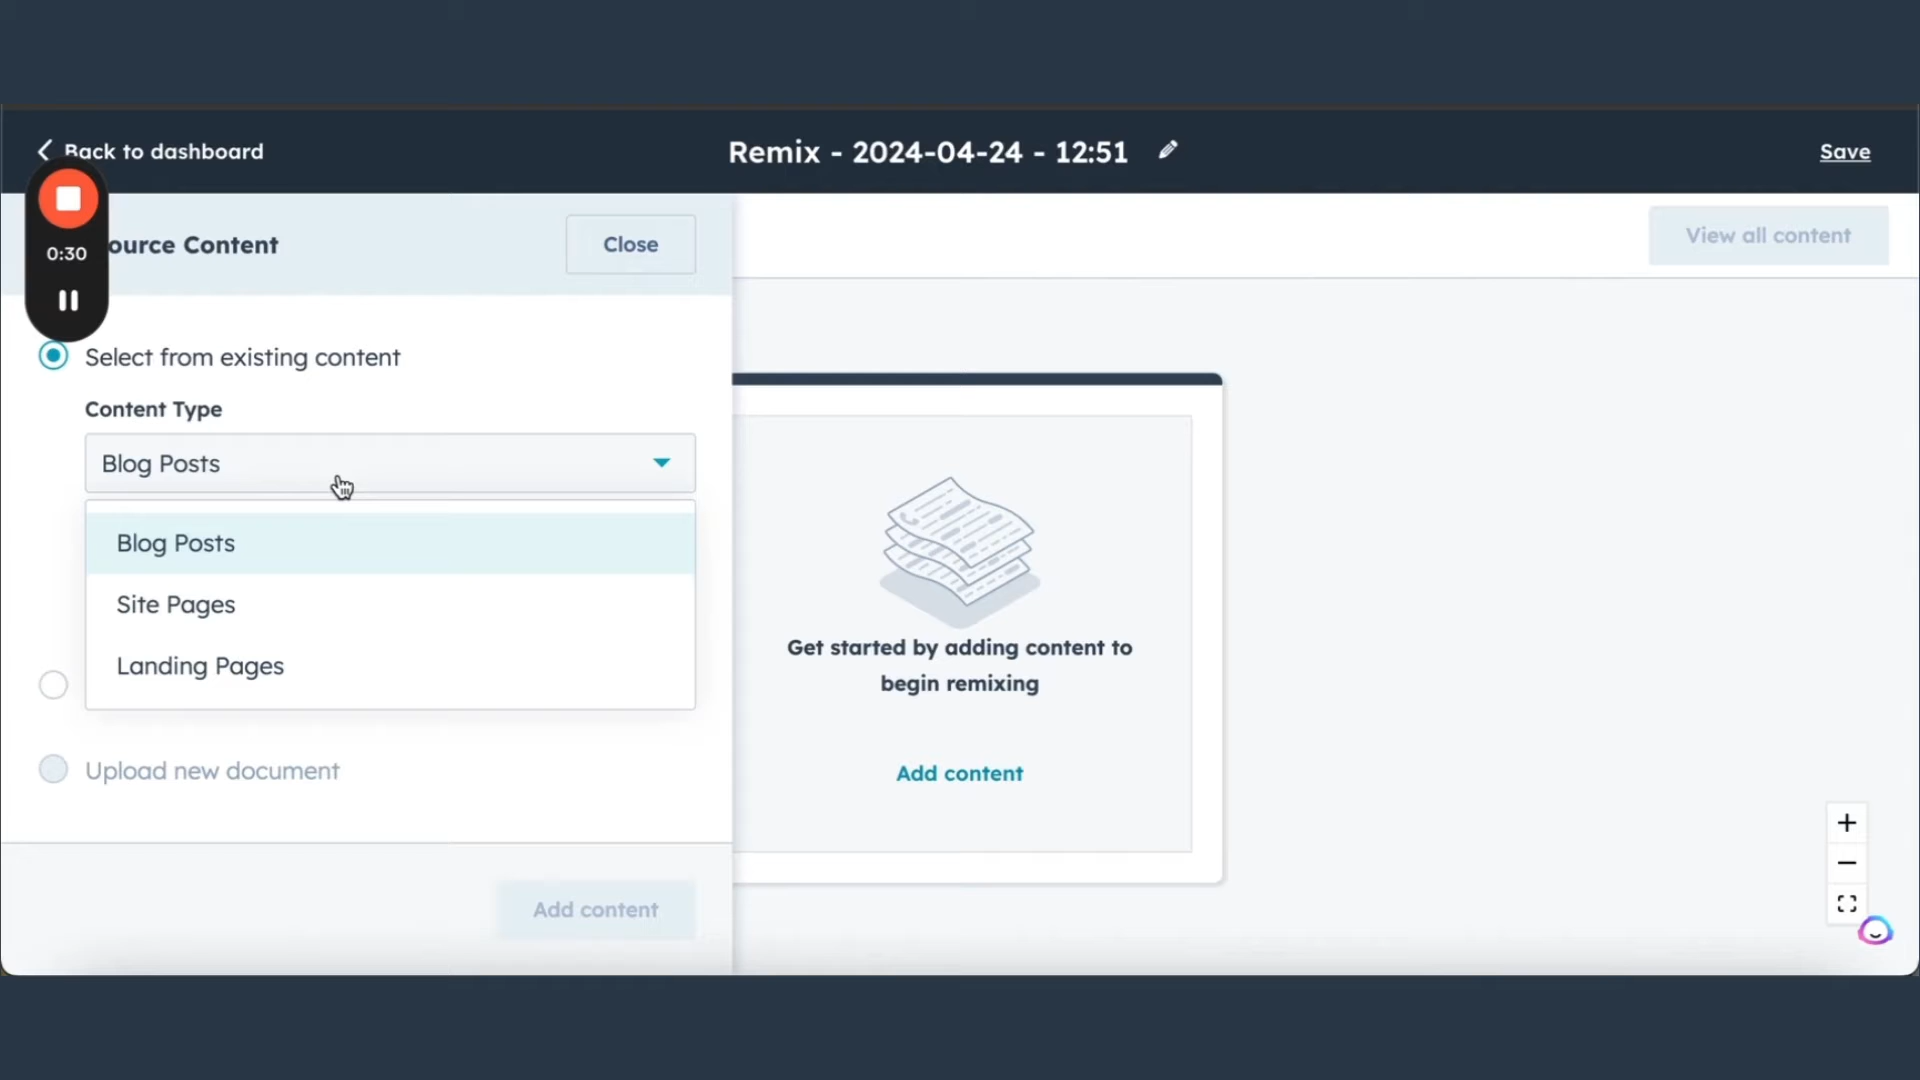 Back to dashboard
Remix - 2024-04-24 - 12:51
Save
ource Content
Close
View all content
0:30
Select from existing content
Content Type
Blog Posts
Blog Posts
Site Pages
Landing Pages
Upload new document
Add content
Get started by adding content to
begin remixing
Add content